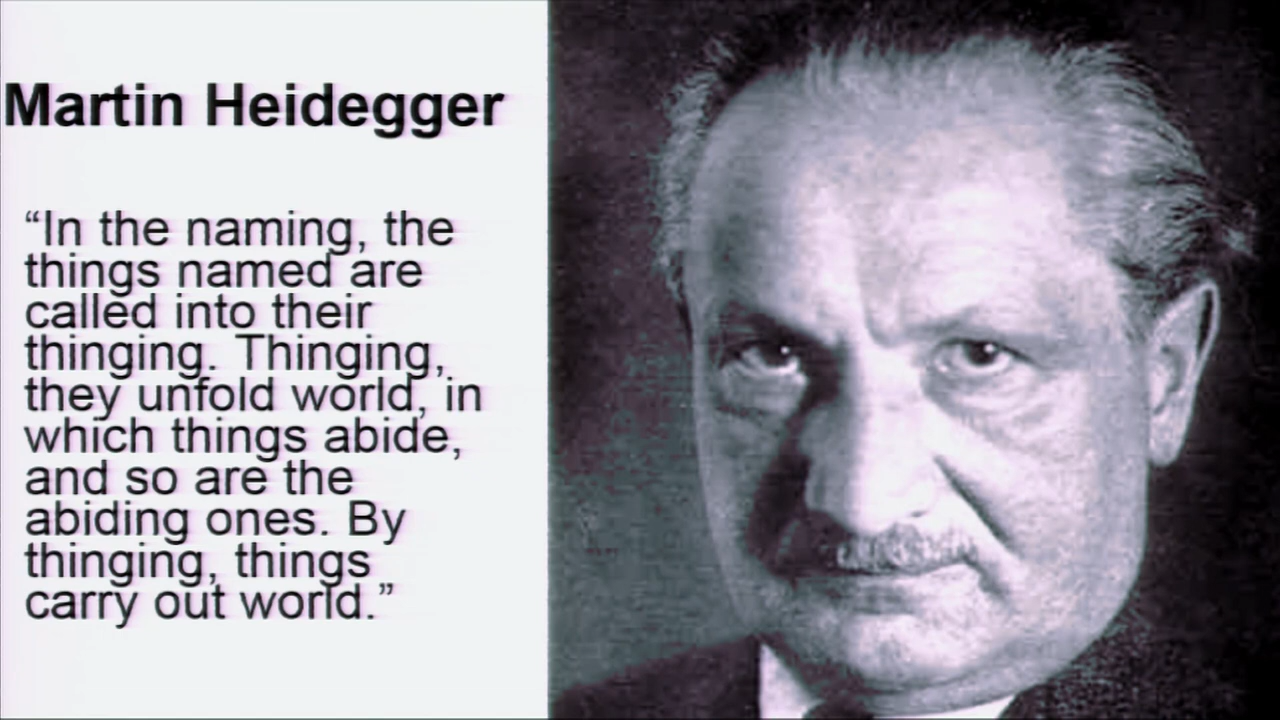 Martin Heidegger
“In the naming, the
things named are
called into their
thinging. Thinging,
they unfold world, in
which things abide,
and so are the
abiding ones. By
thinging, things
carry out world.”